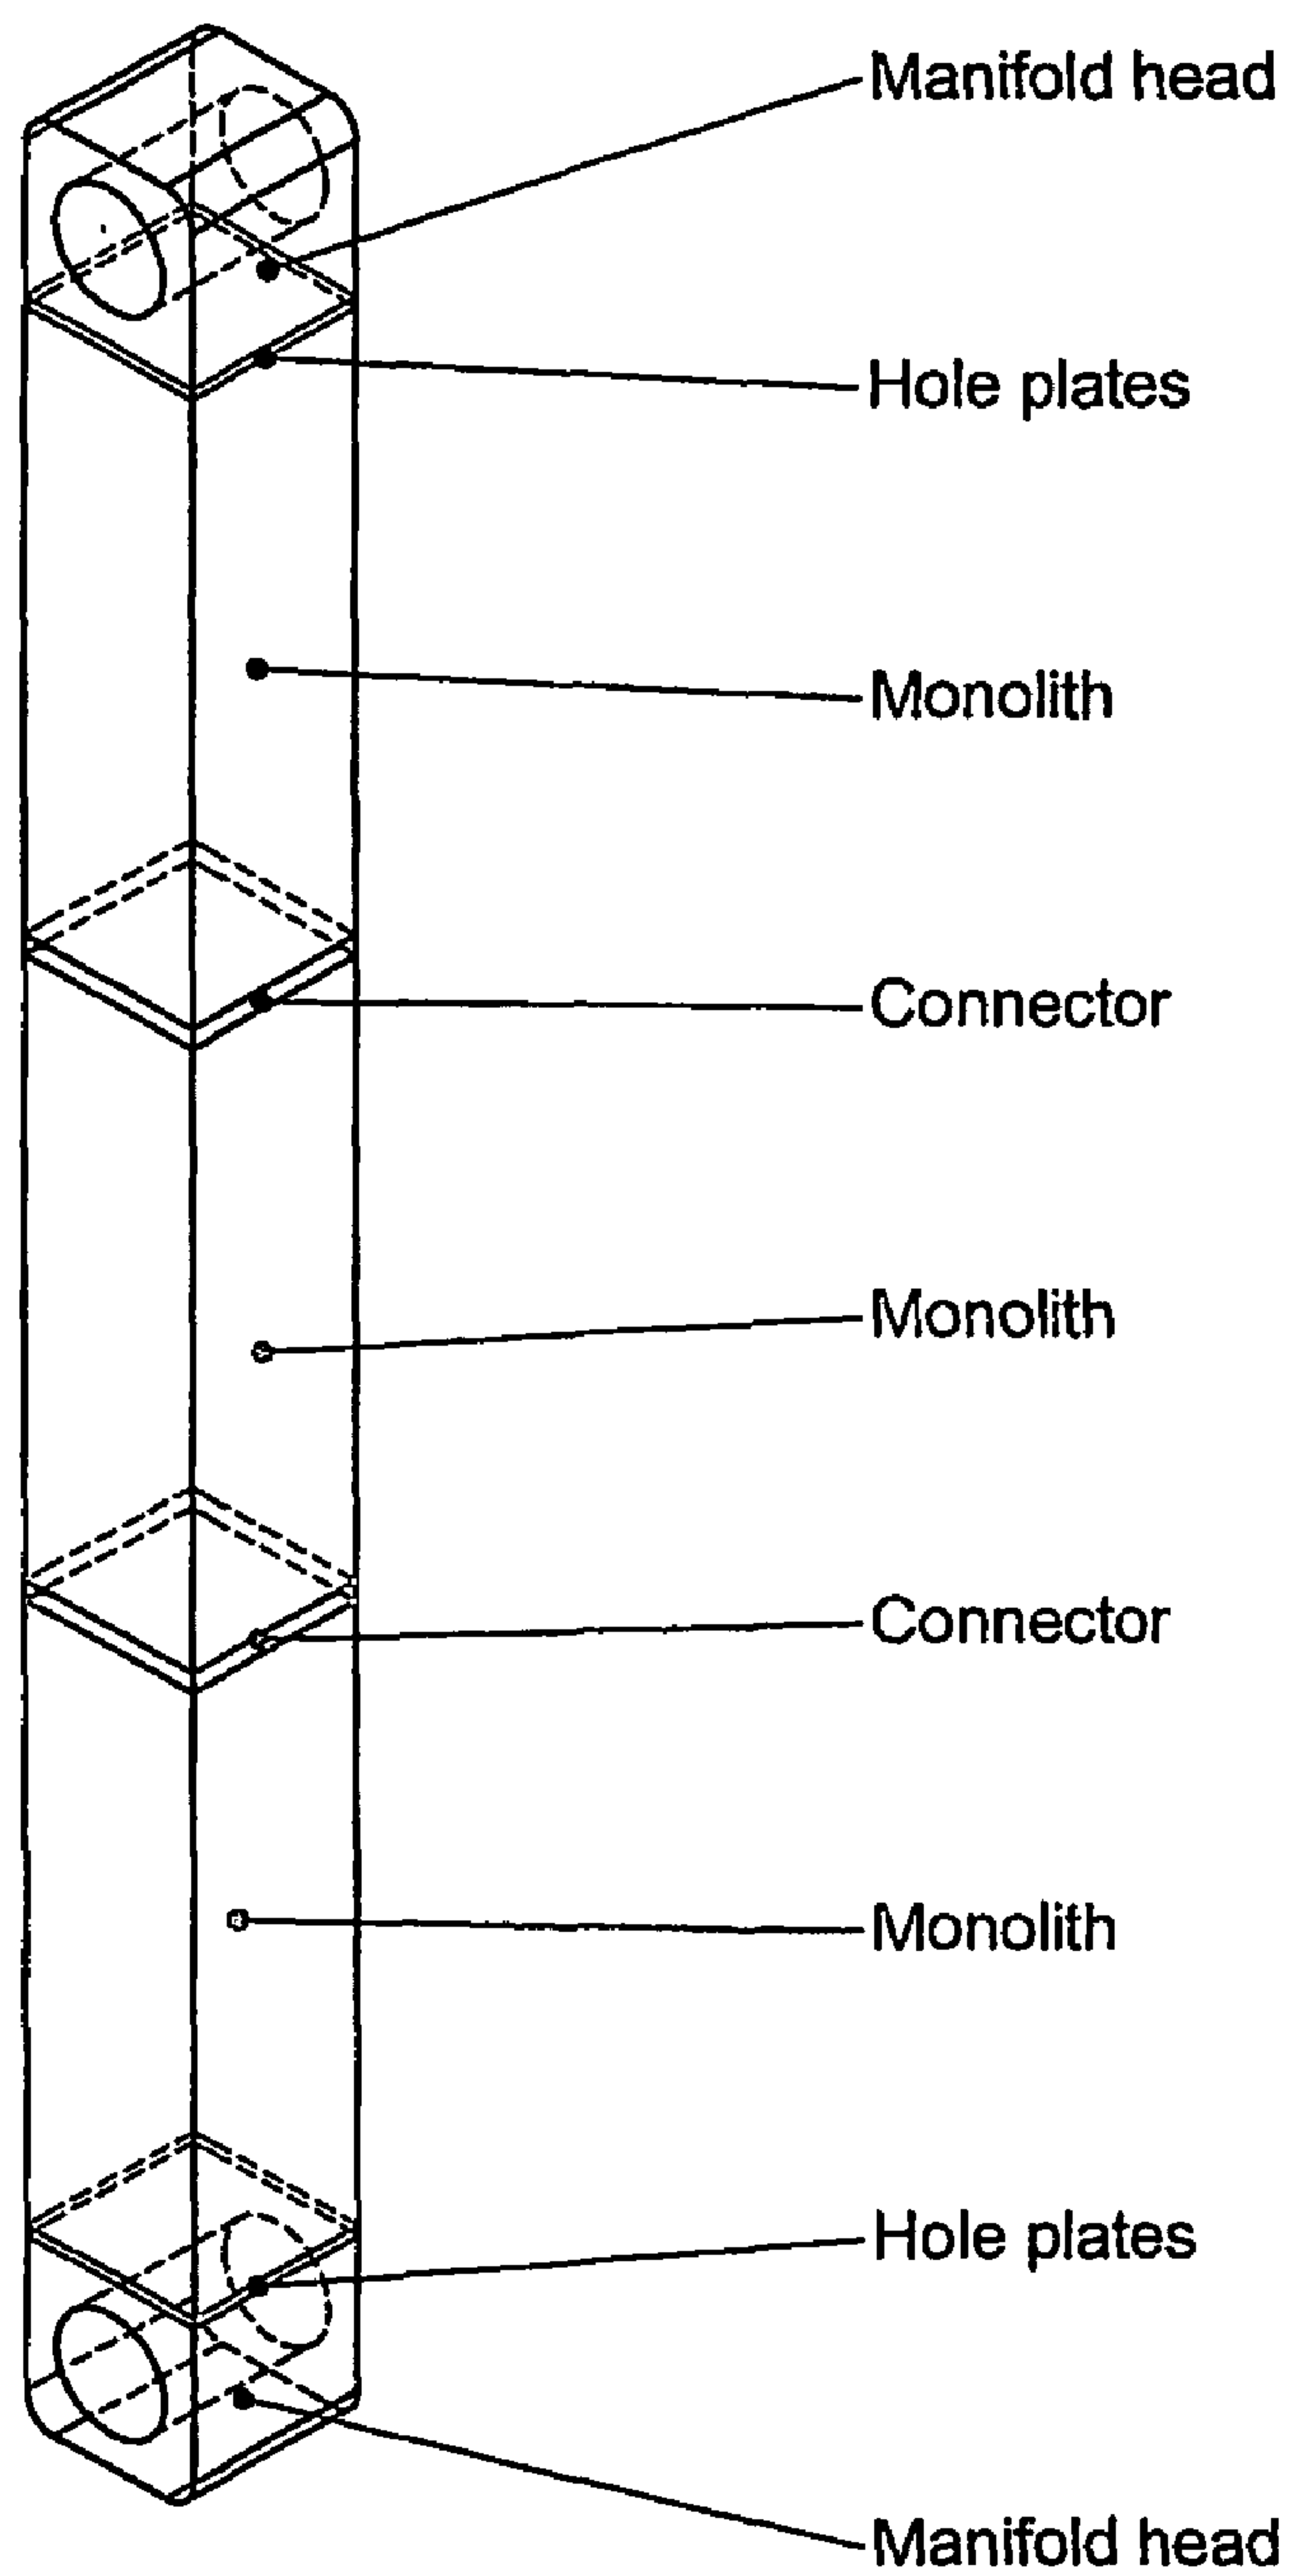 Manifold head
Hole plates
Monolith
Connector
Monolith
Connector
Monolith
Hole plates
Manifold head